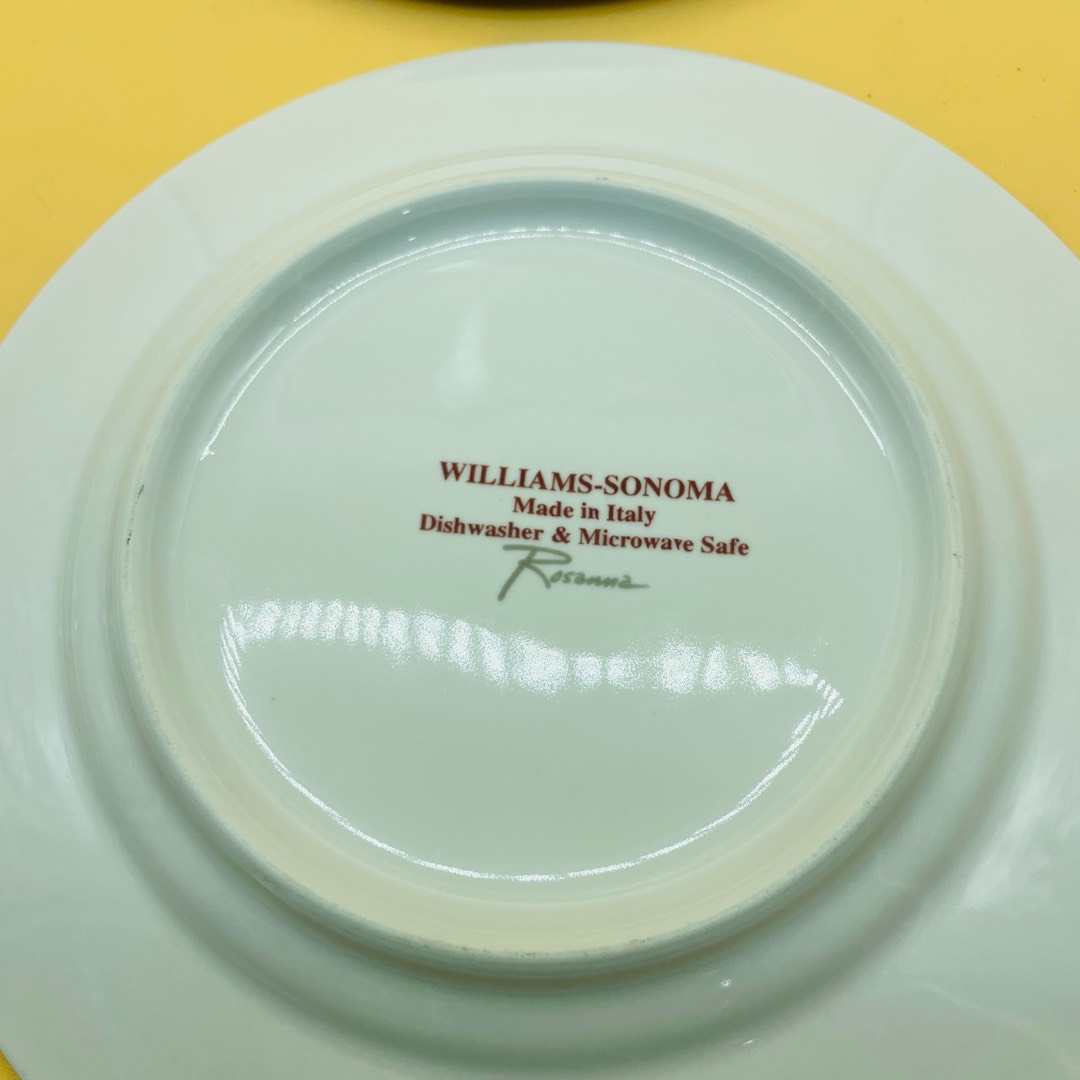 WILLIAMS-SONOMA
Made in Italy
Dishwasher & Microwave Safe
Rosanna